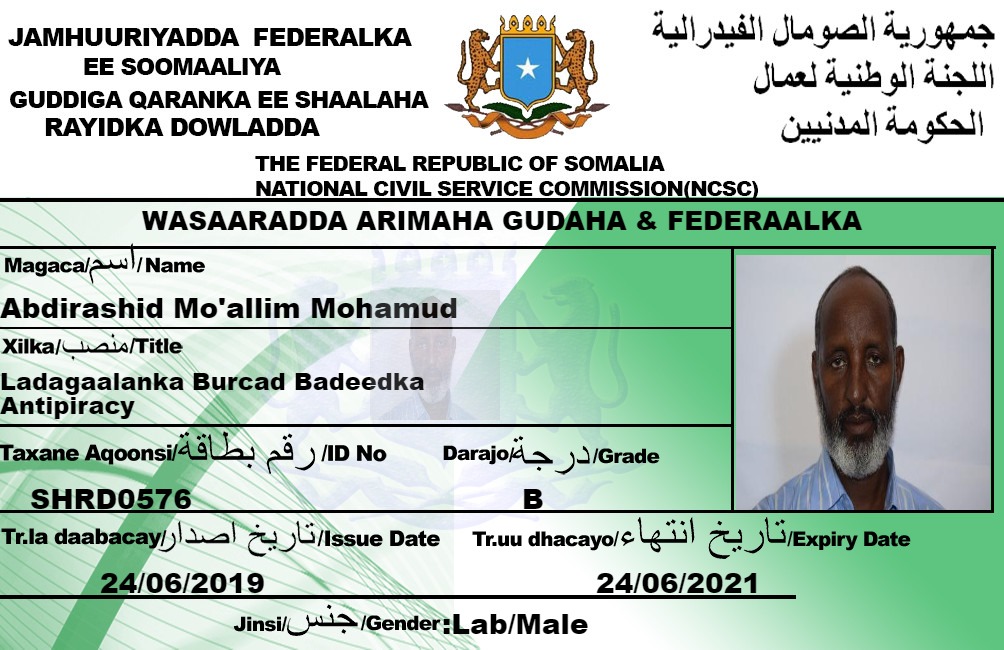 JAMHUURIYADDA FEDERALKA
EE SOOMAALIYA
GUDDIGA QARANKA EE SHAALAHA
RAYIDKA DOWLADDA
جمهورية الصومال الفيدرالية
اللجنة الوطنية لعمال
الحكومة المدنيين
THE FEDERAL REPUBLIC OF SOMALIA
NATIONAL CIVIL SERVICE COMMISSION(NCSC)
WASAARADDA ARIMAHA GUDAHA & FEDERAALKA
Magaca/اسم/Name
Abdirashid Mo'allim Mohamud
Xilka/منصب/Title
Ladagaalanka Burcad Badeedka
Antipiracy
Taxane Aqoonsi/رقم بطاقة/ID No
Darajo/درجة/Grade
SHRD0576
B
Tr.la daabacay/تاريخ اصدار/Issue Date
Tr.uu dhacayo/تاريخ انتهاء/Expiry Date
24/06/2019
24/06/2021
Jinsi/جنس/Gender:Lab/Male